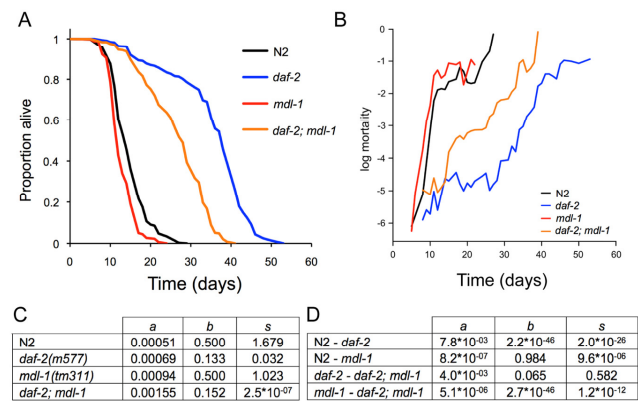 A
1
0.8
0.6
0.4
0.2
0
0 10 20 30 40 50 60
Proportion alive
Time (days)
N2
daf-2
mdl-1
daf-2; mdl-1
B
0
-1
-2
-3
-4
-5
-6
0 10 20 30 40 50 60
log mortality
Time (days)
N2
daf-2
mdl-1
daf-2; mdl-1
C
a b s
N2 0.00051 0.500 1.679
daf-2(m577) 0.00069 0.133 0.032
mdl-1(tm311) 0.00094 0.500 1.023
daf-2; mdl-1 0.00155 0.152 2.5*10-07
D
a b s
N2 - daf-2 7.8*10-03 2.2*10-46 2.0*10-26
N2 - mdl-1 8.2*10-07 0.984 9.6*10-06
daf-2 - daf-2; mdl-1 4.0*10-03 0.065 0.582
mdl-1 - daf-2; mdl-1 5.1*10-06 2.7*10-46 1.2*10-12